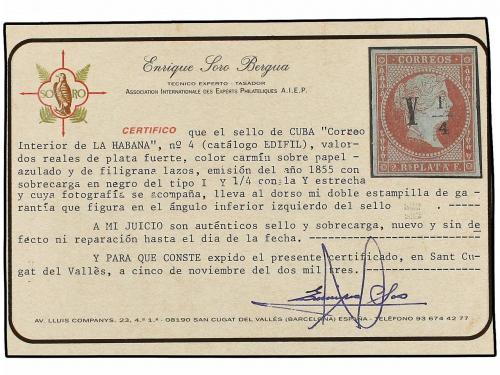 Enrique Soro Bergua
TECNICO EXPERTO - TASADOR
ASSOCIATION INTERNATIONALE DES EXPERTS PHILATELIQUES A.I.E.P.
SO RO
CORREOS
Y 1/4
2 RS PLATA F.
CERTIFICO que el sello de CUBA "Correo
Interior de LA HABANA", nº 4 (catálogo EDIFIL), valor-
dos reales de plata fuerte, color carmín sobre papel -
azulado y de filigrana lazos, emisión del año 1855 con
sobrecarga en negro del tipo I Y 1/4 con la Y estrecha
y cuya fotografía se acompaña, lleva al dorso mi doble estampilla de ga-
rantía que figura en el ángulo inferior izquierdo del sello
A MI JUICIO son auténticos sello y sobrecarga, nuevo y sin de
fecto ni reparación hasta el día de la fecha.
Y PARA QUE CONSTE expido el presente certificado, en Sant Cu-
gat del Vallès, a cinco de noviembre del dos mil tres.
AV. LLUIS COMPANYS, 23. 4.º 1.ª - 08190 SAN CUGAT DEL VALLÉS (BARCELONA) ESPAÑA - TELÉFONO 93 674 42 77